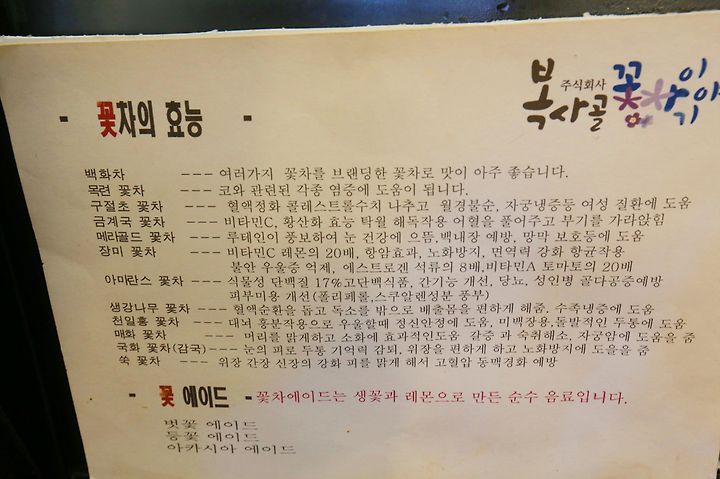 주식회사
복사골 꽃차이야기
- 꽃차의 효능 -
백화차 --- 여러가지 꽃차를 브랜딩한 꽃차로 맛이 아주 좋습니다.
목련 꽃차 --- 코와 관련된 각종 염증에 도움이 됩니다.
구절초 꽃차 --- 혈액정화 콜레스트롤수치 나추고 월경불순, 자궁냉증등 여성 질환에 도움
금계국 꽃차 --- 비타민C, 황산화 효능 탁월 해독작용 어혈을 풀어주고 부기를 가라앉힘
메라골드 꽃차 --- 루테인이 풍보하여 눈 건강에 으뜸,백내장 예방, 망막 보호등에 도움
장미 꽃차 --- 비타민C 레몬의 20배, 항암효과, 노화방지, 면역력 강화 항균작용
불안 우울증 억제, 에스트로겐 석류의 8배,비타민A 토마토의 20배
아마란스 꽃차 --- 식물성 단백질 17%고단백식품, 간기능 개선, 당뇨, 성인병 골다공증예방
피부미용 개선(폴리페롤,스쿠알렌성분 풍부)
생강나무 꽃차 --- 혈액순환을 돕고 독소를 밖으로 배출몸을 편하게 해줌, 수족냉증에 도움
천일홍 꽃차 --- 대뇌 흥분작용으로 우울할때 정신안정에 도움, 미백장용,돌발적인 두통에 도움
매화 꽃차 --- 머리를 맑게하고 소화에 효과적인도움 갈증 과 숙취해소, 자궁암에 도움을 줌
국화 꽃차(감국)--- 눈의 피로 두통 기억력 감퇴, 위장을 편하게 하고 노화방지에 도을을 줌
쑥 꽃차 --- 위장 간장 신장의 강화 피를 맑게 해서 고혈압 동맥경화 예방
- 꽃 에이드 - 꽃차에이드는 생꽃과 레몬으로 만든 순수 음료입니다.
벚꽃 에이드
등꽃 에이드
아카시아 에이드